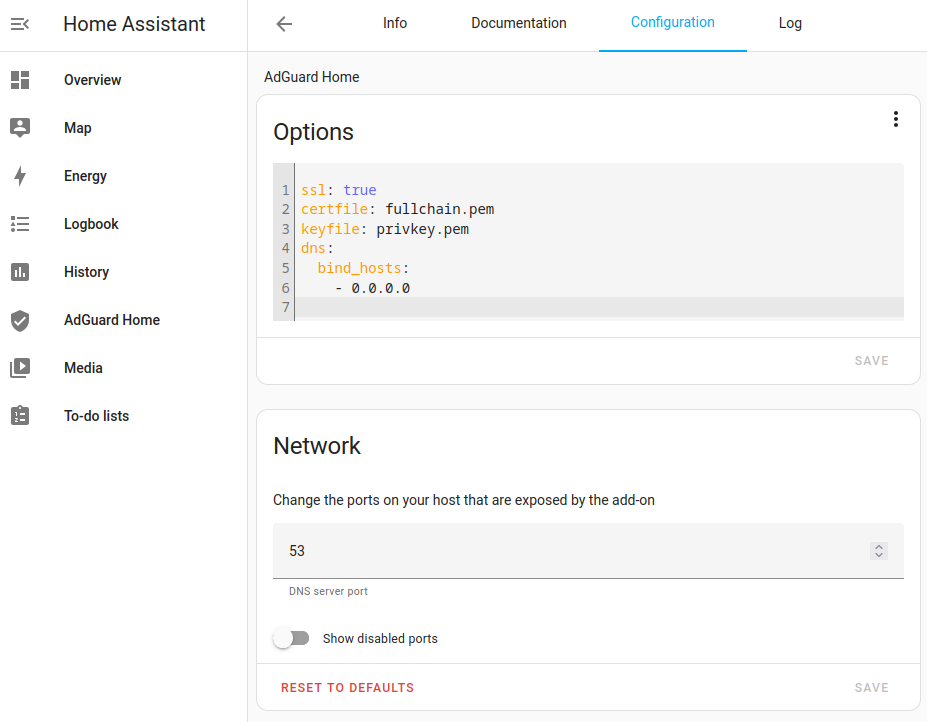 Home Assistant
Info Documentation Configuration Log
Overview
Map
Energy
Logbook
History
AdGuard Home
Media
To-do lists
AdGuard Home
Options
1 ssl: true
2 certfile: fullchain.pem
3 keyfile: privkey.pem
4 dns:
5   bind_hosts:
6     - 0.0.0.0
7
SAVE
Network
Change the ports on your host that are exposed by the add-on
53
DNS server port
Show disabled ports
RESET TO DEFAULTS SAVE